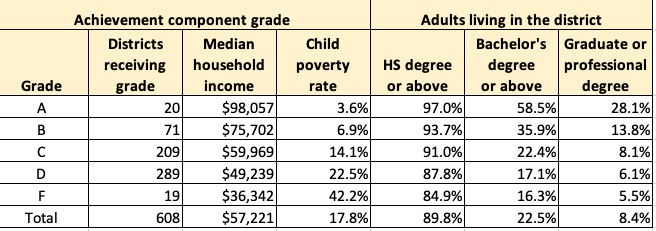 Achievement component grade Adults living in the district
Districts Median Child Bachelor's Graduate or
receiving household poverty HS degree degree professional
Grade grade income rate or above or above degree
A 20 $98,057 3.6% 97.0% 58.5% 28.1%
B 71 $75,702 6.9% 93.7% 35.9% 13.8%
C 209 $59,969 14.1% 91.0% 22.4% 8.1%
D 289 $49,239 22.5% 87.8% 17.1% 6.1%
F 19 $36,342 42.2% 84.9% 16.3% 5.5%
Total 608 $57,221 17.8% 89.8% 22.5% 8.4%